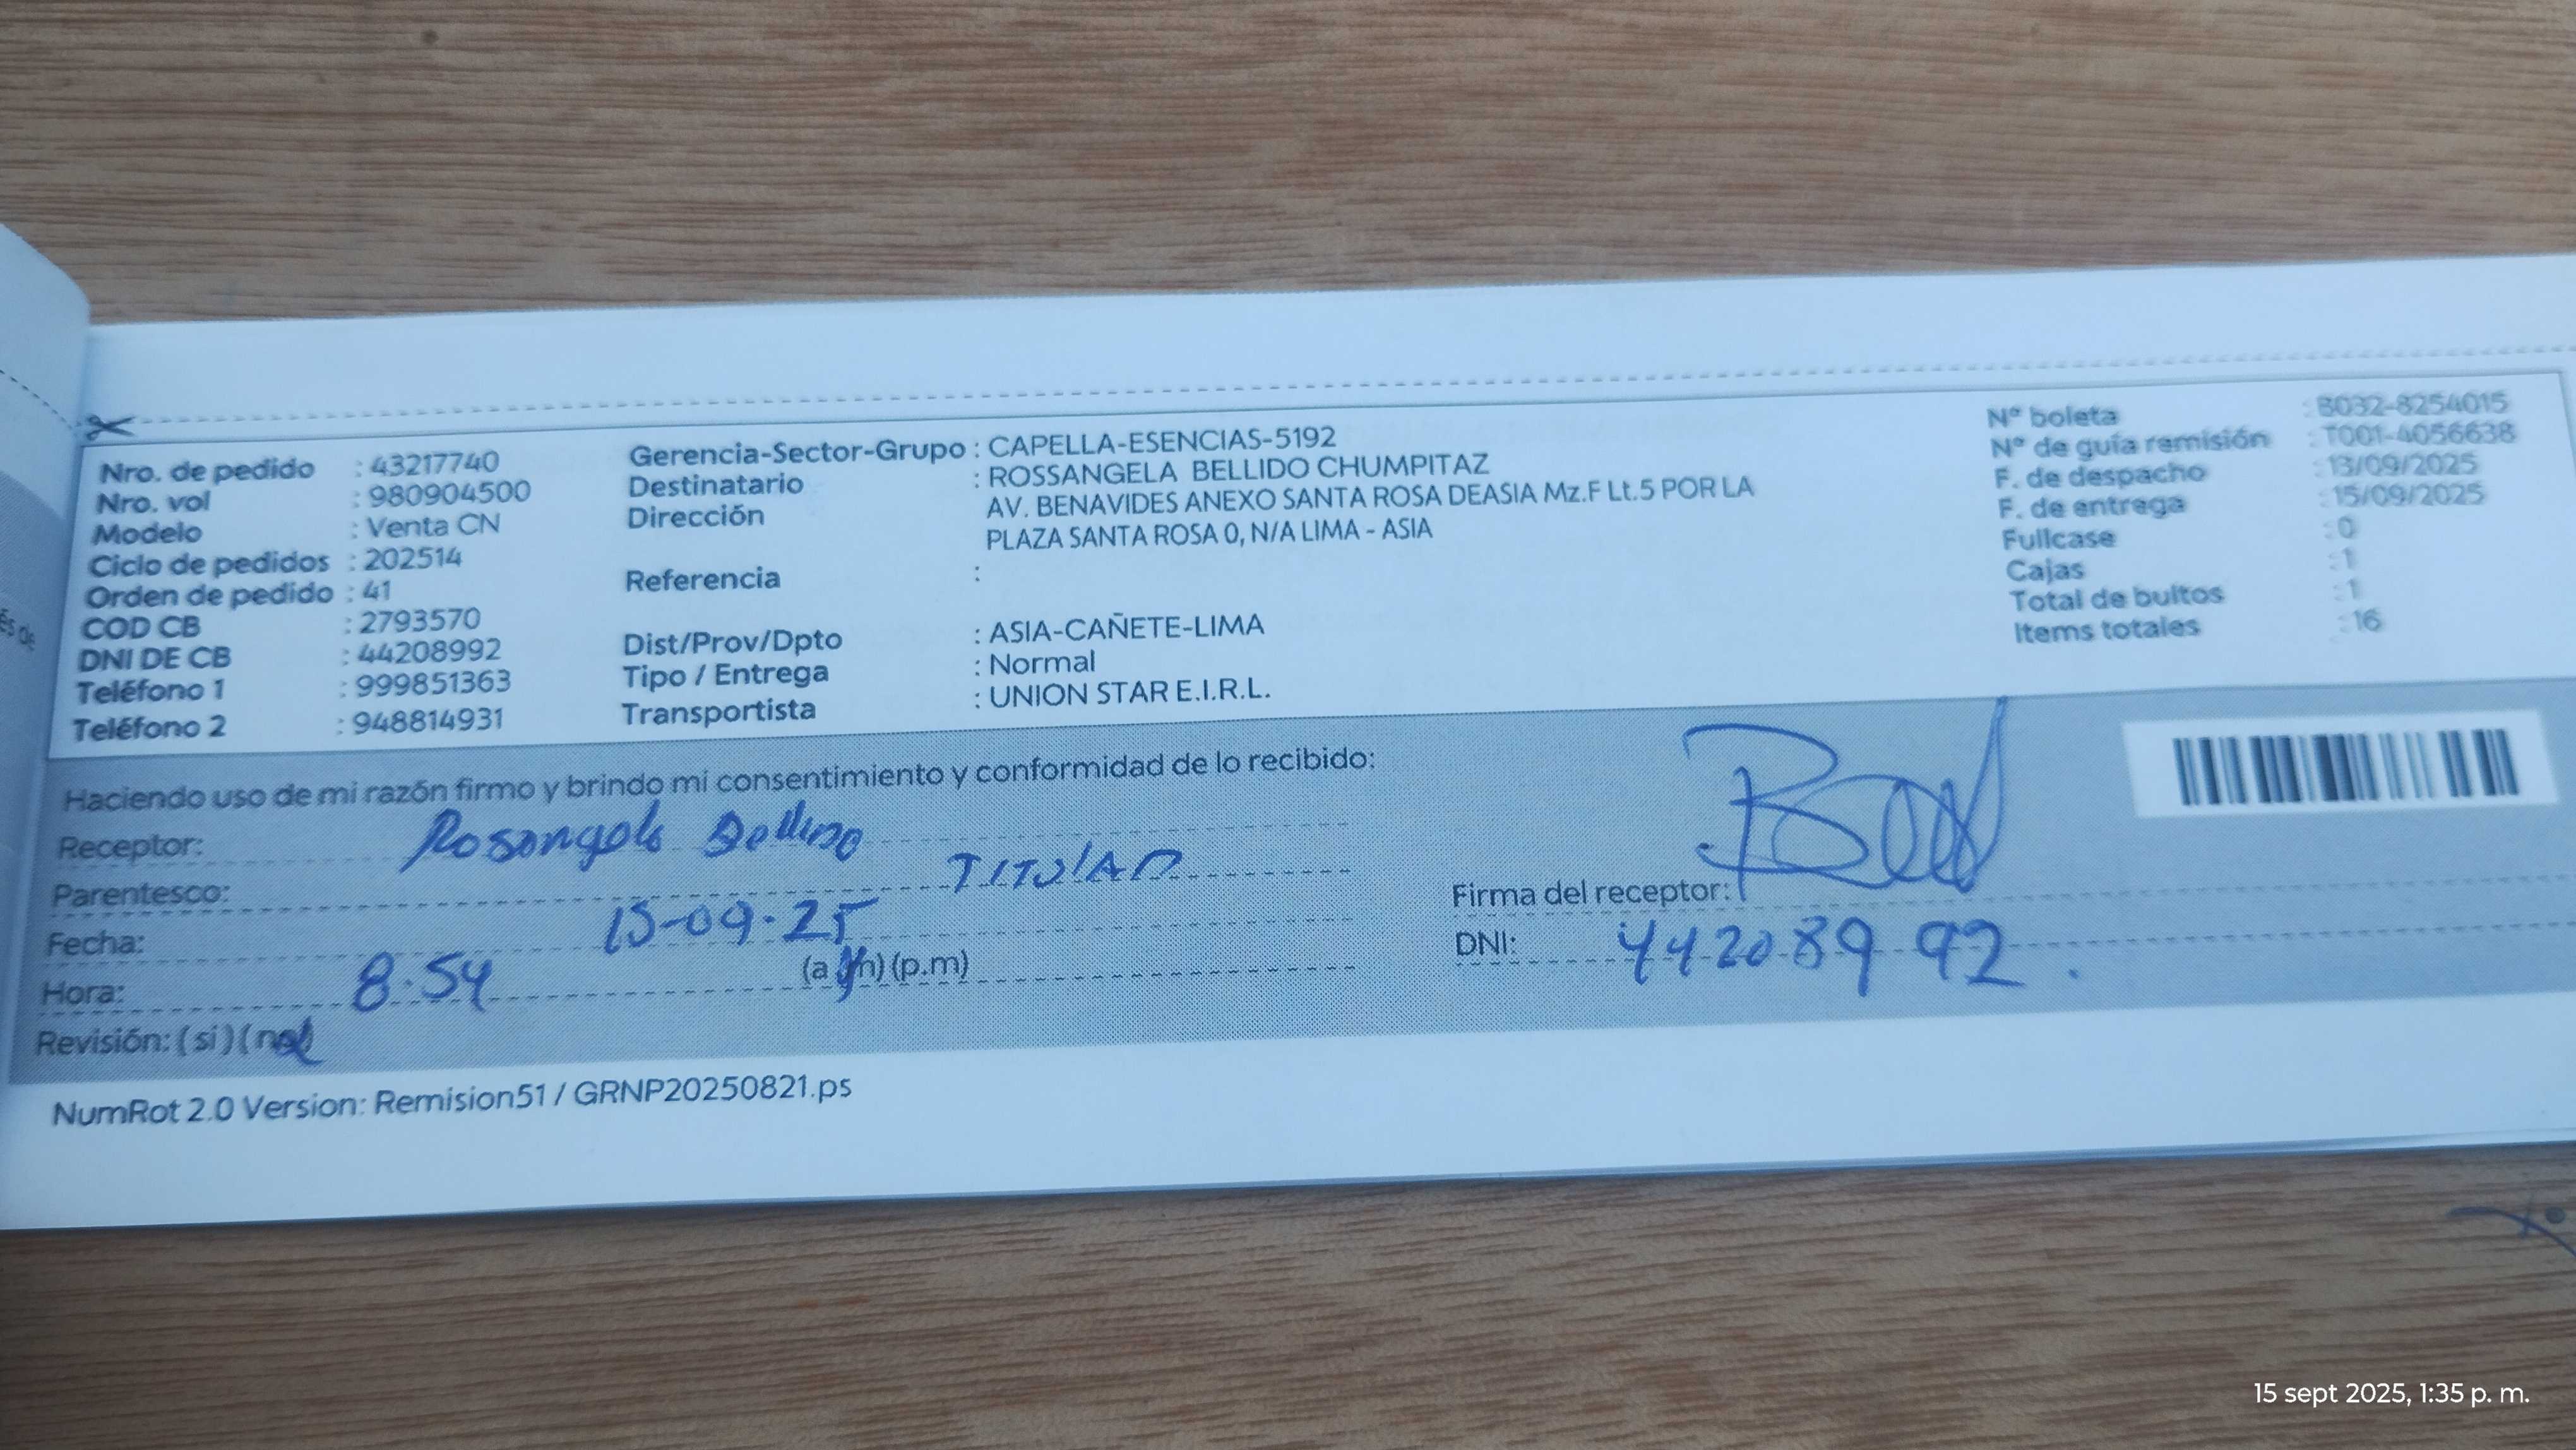 Nro. de pedido : 43217740
Nro. vol : 980904500
Modelo : Venta CN
Ciclo de pedidos : 202514
Orden de pedido : 41
COD CB : 2793570
DNI DE CB : 44208992
Teléfono 1 : 999851363
Teléfono 2 : 948814931
Gerencia-Sector-Grupo : CAPELLA-ESENCIAS-5192
Destinatario : ROSSANGELA BELLIDO CHUMPITAZ
Dirección AV. BENAVIDES ANEXO SANTA ROSA DEASIA Mz.F Lt.5 POR LA
PLAZA SANTA ROSA 0, N/A LIMA - ASIA
Referencia :
Dist/Prov/Dpto : ASIA-CAÑETE-LIMA
Tipo / Entrega : Normal
Transportista : UNION STAR E.I.R.L.
Nº boleta : B032-8254015
Nº de guía remisión : T001-4056638
F. de despacho : 13/09/2025
F. de entrega : 15/09/2025
Fullcase : 0
Cajas : 1
Total de bultos : 1
Items totales : 16
Haciendo uso de mi razón firmo y brindo mi consentimiento y conformidad de lo recibido:
Receptor: Rosangela Bellido
Parentesco: TITULAR
Fecha: 15-09-25
Hora: 8:54 (a.m) (p.m)
Revisión: (si) (no)
Firma del receptor:
DNI: 44208992.
NumRot 2.0 Version: Remision51 / GRNP20250821.ps
15 sept 2025, 1:35 p. m.